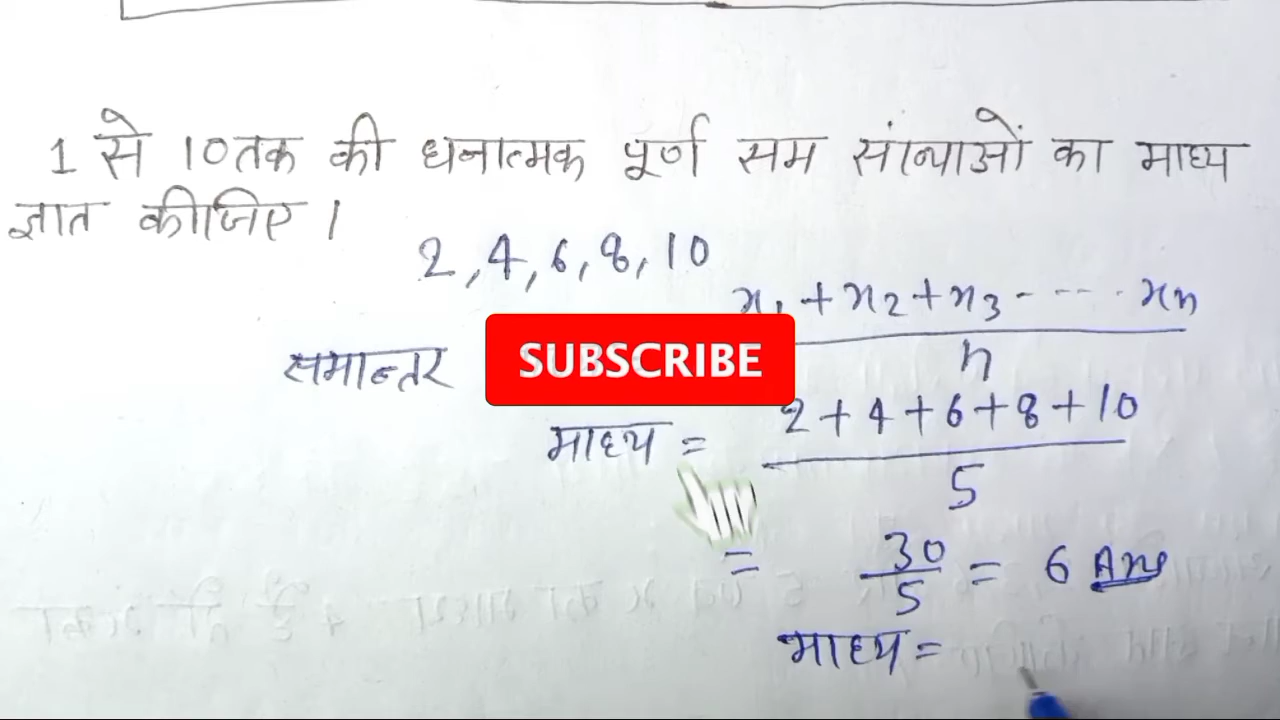 1 से 10 तक की धनात्मक पूर्ण सम संख्याओं का माध्य
ज्ञात कीजिए।
2, 4, 6, 8, 10
समान्तर
SUBSCRIBE
x₁ + x₂ + x₃ - - - - · xn
n
माध्य = 2 + 4 + 6 + 8 + 10
5
= 30/5 = 6 Ans
माध्य =